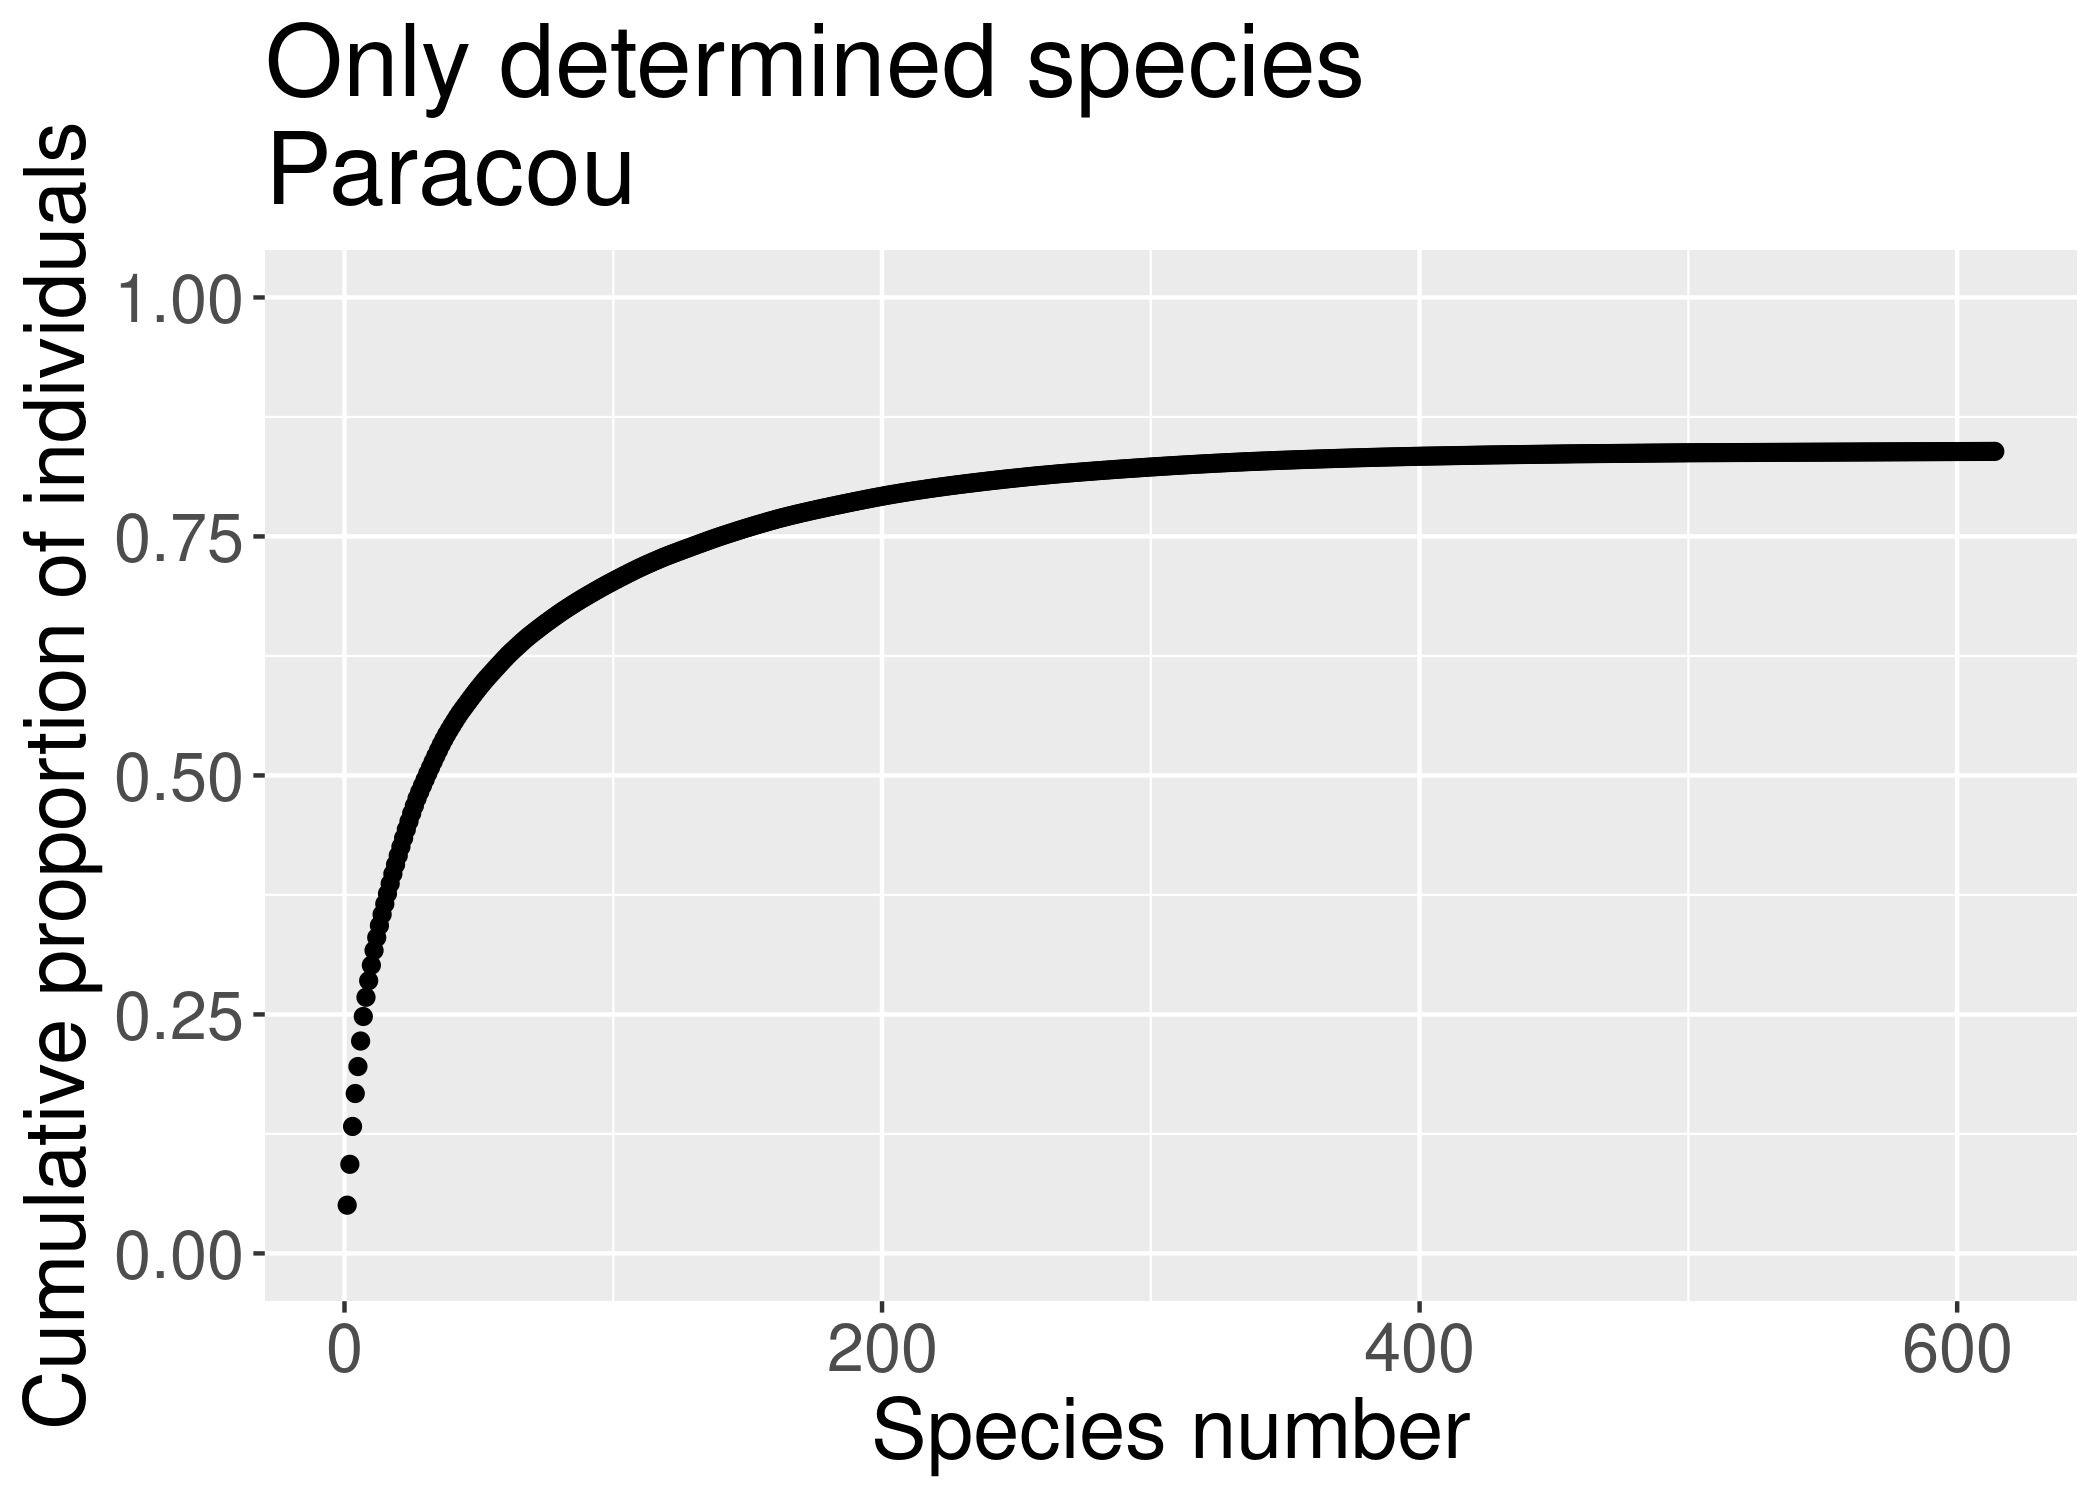 Only determined species
Paracou
Cumulative proportion of individuals
1.00
0.75
0.50
0.25
0.00
0
200
400
600
Species number